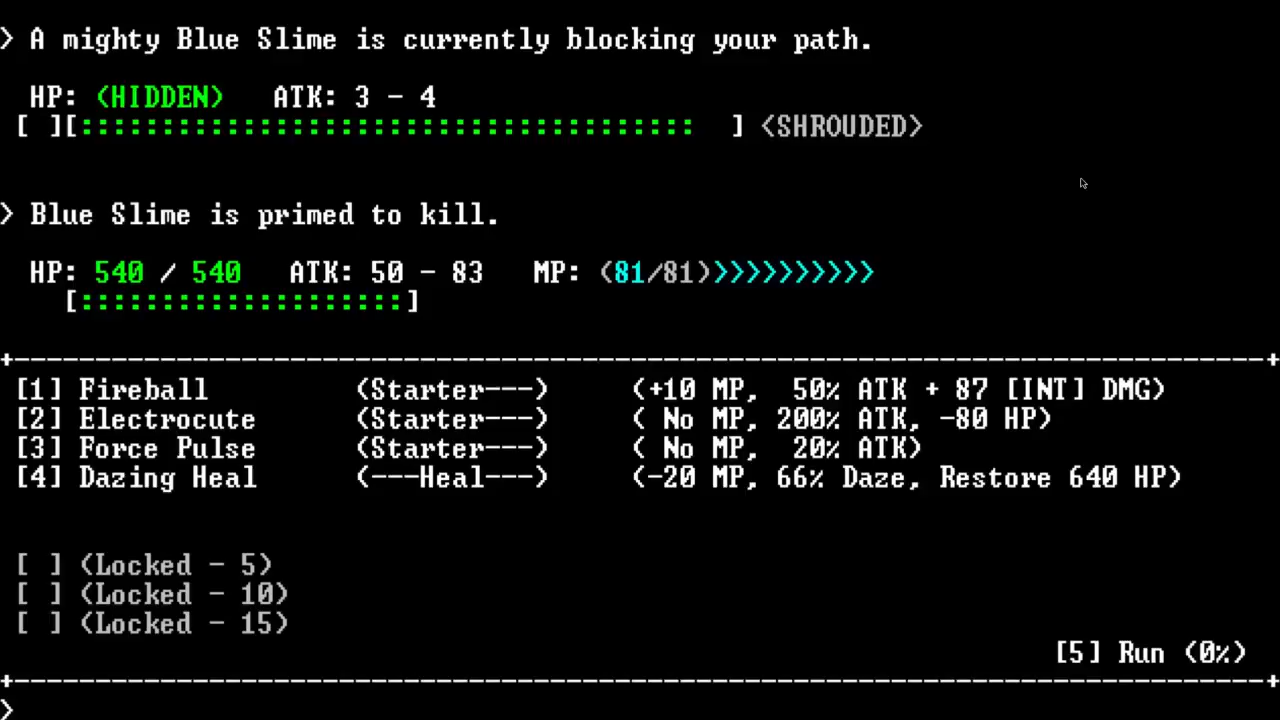 > A mighty Blue Slime is currently blocking your path.
HP: (HIDDEN)   ATK: 3 - 4
[ ][::::::::::::::::::::::::::::::::::::::  ] <SHROUDED>
> Blue Slime is primed to kill.
HP: 540 / 540   ATK: 50 - 83   MP: (81/81)>>>>>>>>>>
[::::::::::::::::::::]
+------------------------------------------------------------------------------+
[1] Fireball         (Starter---)     (+10 MP,  50% ATK + 87 [INT] DMG)
[2] Electrocute      (Starter---)     ( No MP, 200% ATK, -80 HP)
[3] Force Pulse      (Starter---)     ( No MP,  20% ATK)
[4] Dazing Heal      (---Heal---)     (-20 MP, 66% Daze, Restore 640 HP)
[ ] (Locked - 5)
[ ] (Locked - 10)
[ ] (Locked - 15)
[5] Run (0%)
+------------------------------------------------------------------------------+
>